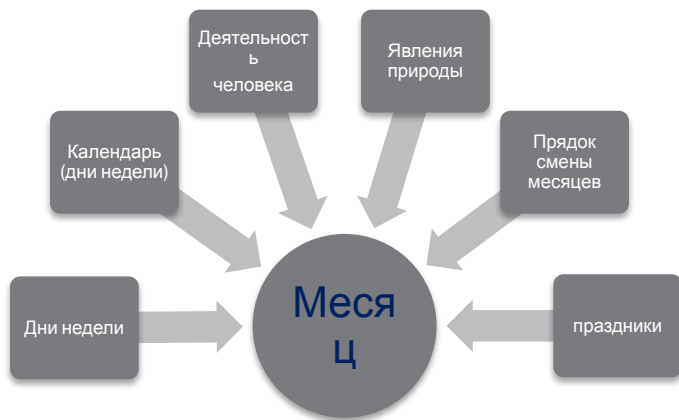 Деятельност
ь
человека
Явления
природы
Календарь
(дни недели)
Прядок
смены
месяцев
Дни недели
Меся
ц
праздники